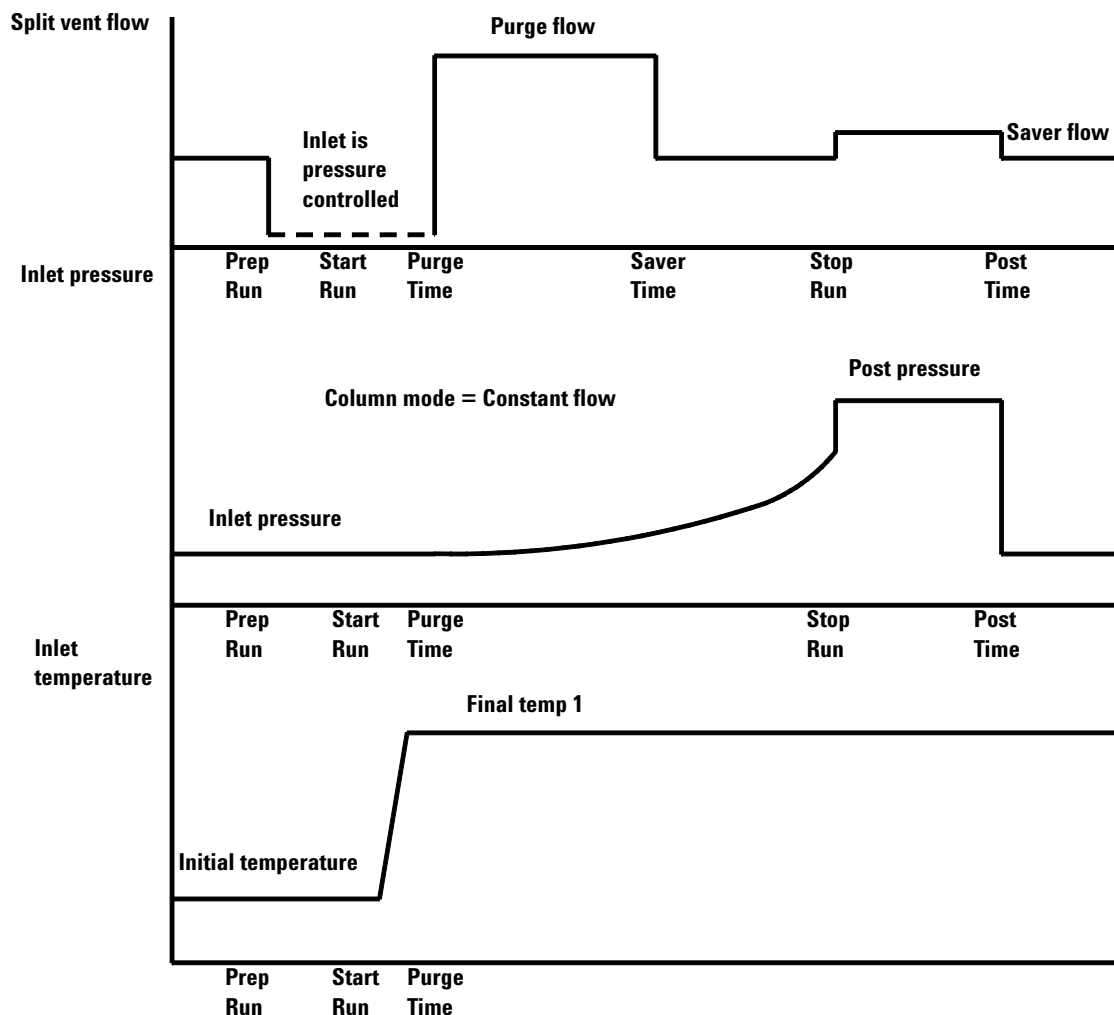 Split vent flow
Purge flow
Inlet is
pressure
controlled
Saver flow
Prep
Run
Start
Run
Purge
Time
Saver
Time
Stop
Run
Post
Time
Inlet pressure
Post pressure
Column mode = Constant flow
Inlet pressure
Prep
Run
Start
Run
Purge
Time
Stop
Run
Post
Time
Inlet
temperature
Final temp 1
Initial temperature
Prep
Run
Start
Run
Purge
Time